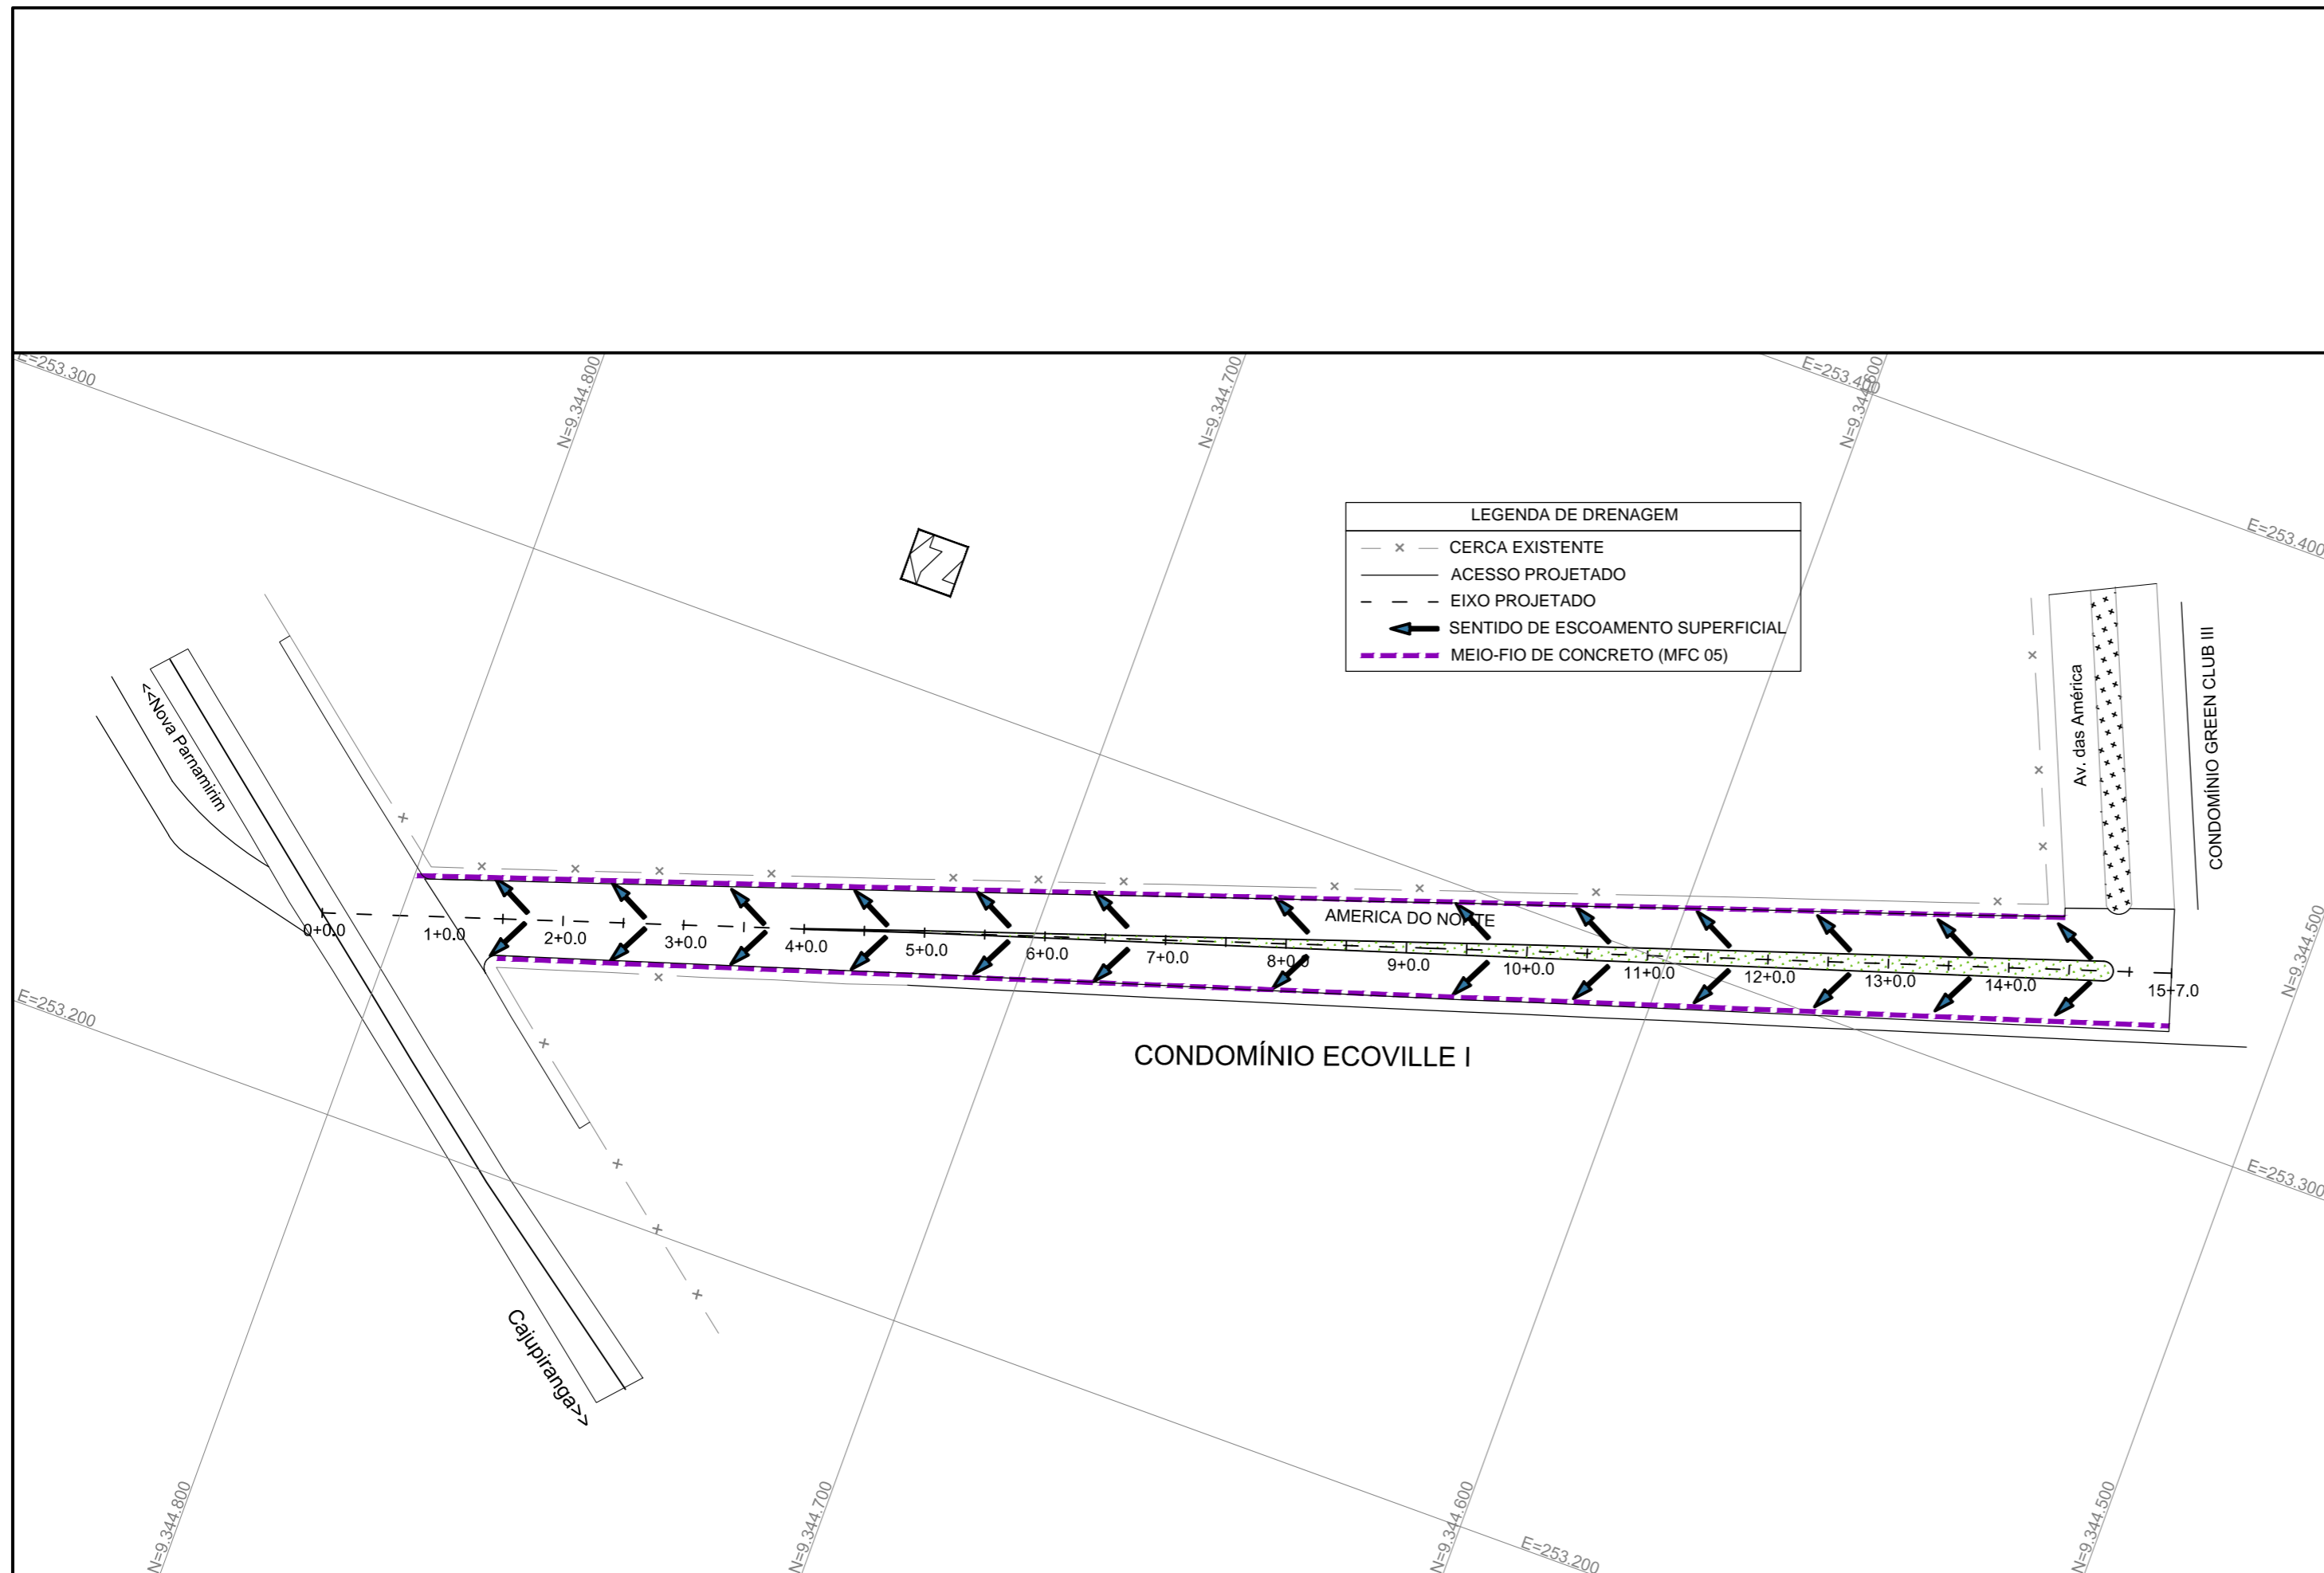 E=253.300
N=9.344.800
N=9.344.700
N=9.344.600
E=253.400
E=253.400
LEGENDA DE DRENAGEM
CERCA EXISTENTE
ACESSO PROJETADO
EIXO PROJETADO
SENTIDO DE ESCOAMENTO SUPERFICIAL
MEIO-FIO DE CONCRETO (MFC 05)
<<Nova Parnamirim
Av. das América
CONDOMÍNIO GREEN CLUB III
AMERICA DO NORTE
0+0.0
1+0.0
2+0.0
3+0.0
4+0.0
5+0.0
6+0.0
7+0.0
8+0.0
9+0.0
10+0.0
11+0.0
12+0.0
13+0.0
14+0.0
15+7.0
N=9.344.500
E=253.200
CONDOMÍNIO ECOVILLE I
E=253.300
Cajupiranga>>
N=9.344.800
N=9.344.700
N=9.344.600
E=253.200
N=9.344.500